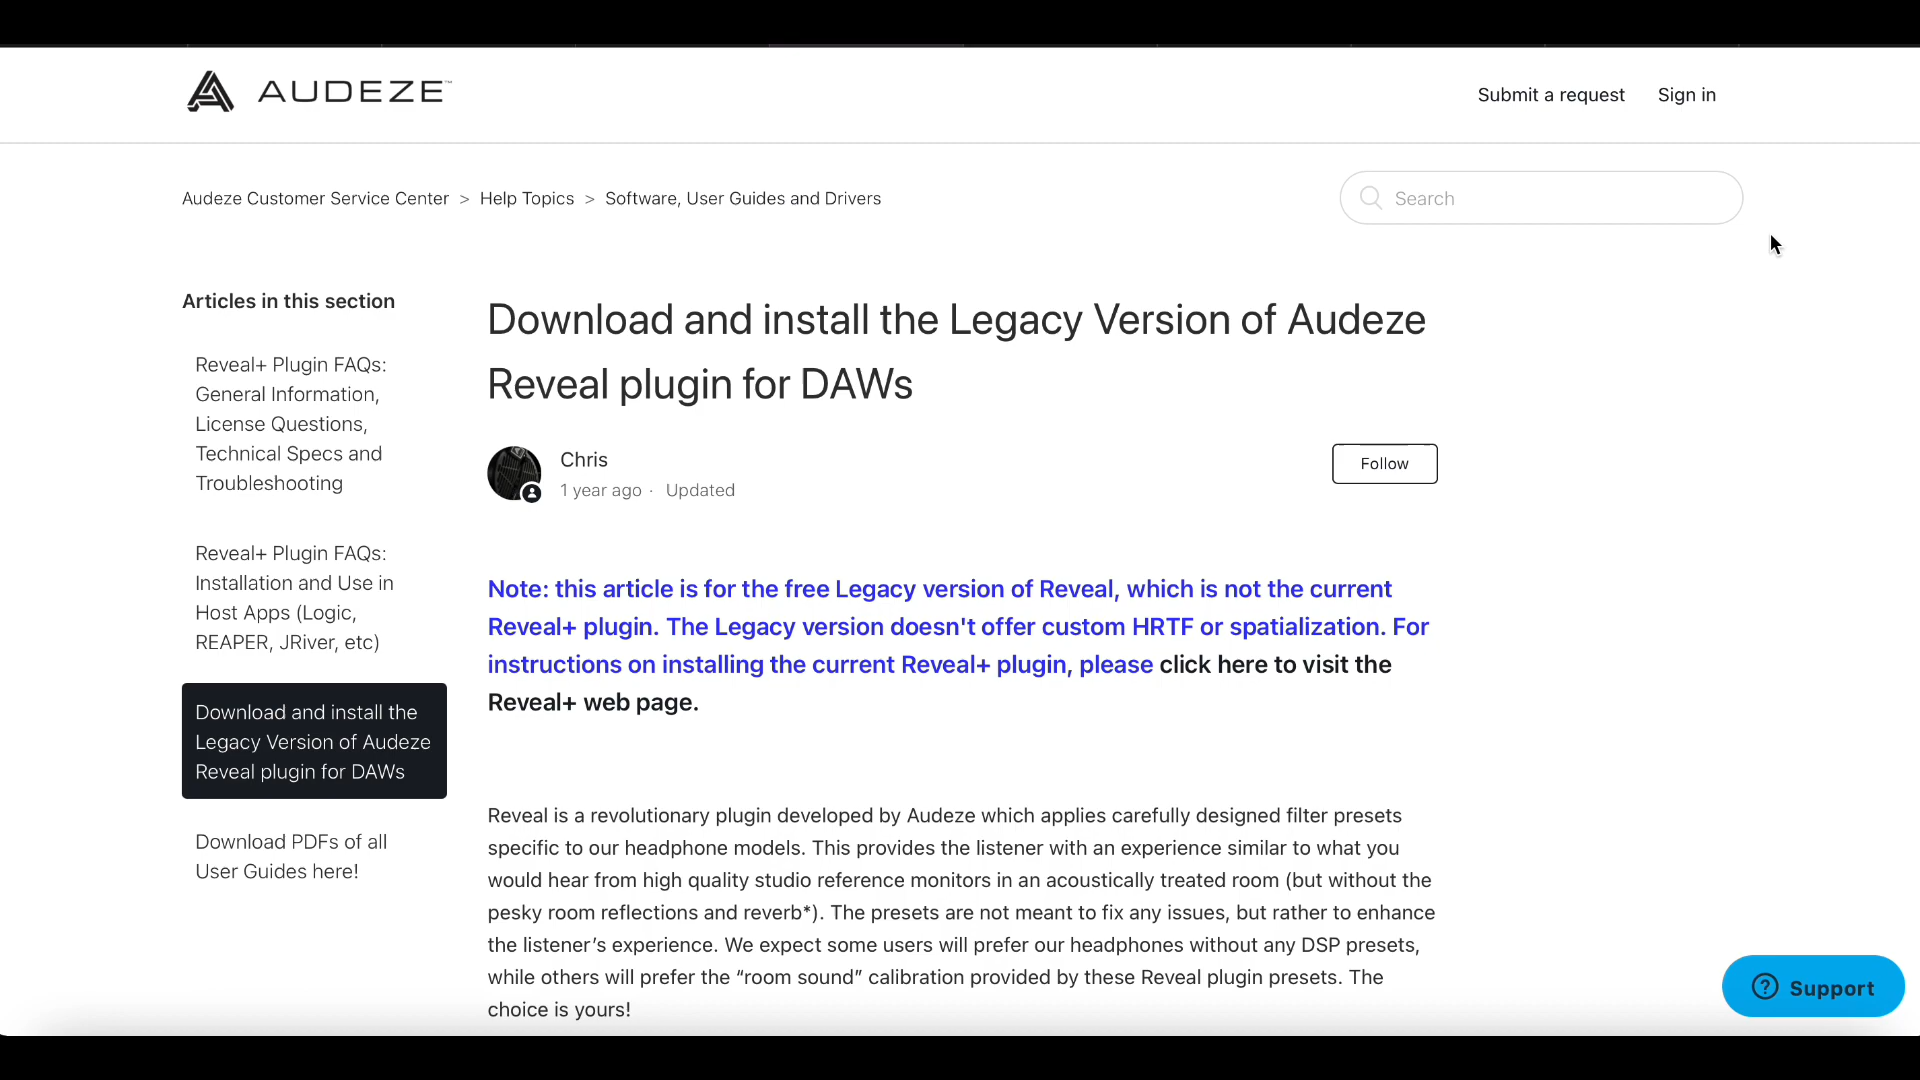 AUDEZE™
Submit a request
Sign in
Audeze Customer Service Center > Help Topics > Software, User Guides and Drivers
Search
Articles in this section
Reveal+ Plugin FAQs:
General Information,
License Questions,
Technical Specs and
Troubleshooting
Reveal+ Plugin FAQs:
Installation and Use in
Host Apps (Logic,
REAPER, JRiver, etc)
Download and install the
Legacy Version of Audeze
Reveal plugin for DAWs
Download PDFs of all
User Guides here!
Download and install the Legacy Version of Audeze
Reveal plugin for DAWs
Chris
1 year ago · Updated
Follow
Note: this article is for the free Legacy version of Reveal, which is not the current
Reveal+ plugin. The Legacy version doesn't offer custom HRTF or spatialization. For
instructions on installing the current Reveal+ plugin, please click here to visit the
Reveal+ web page.
Reveal is a revolutionary plugin developed by Audeze which applies carefully designed filter presets
specific to our headphone models. This provides the listener with an experience similar to what you
would hear from high quality studio reference monitors in an acoustically treated room (but without the
pesky room reflections and reverb*). The presets are not meant to fix any issues, but rather to enhance
the listener’s experience. We expect some users will prefer our headphones without any DSP presets,
while others will prefer the “room sound” calibration provided by these Reveal plugin presets. The
choice is yours!
Support